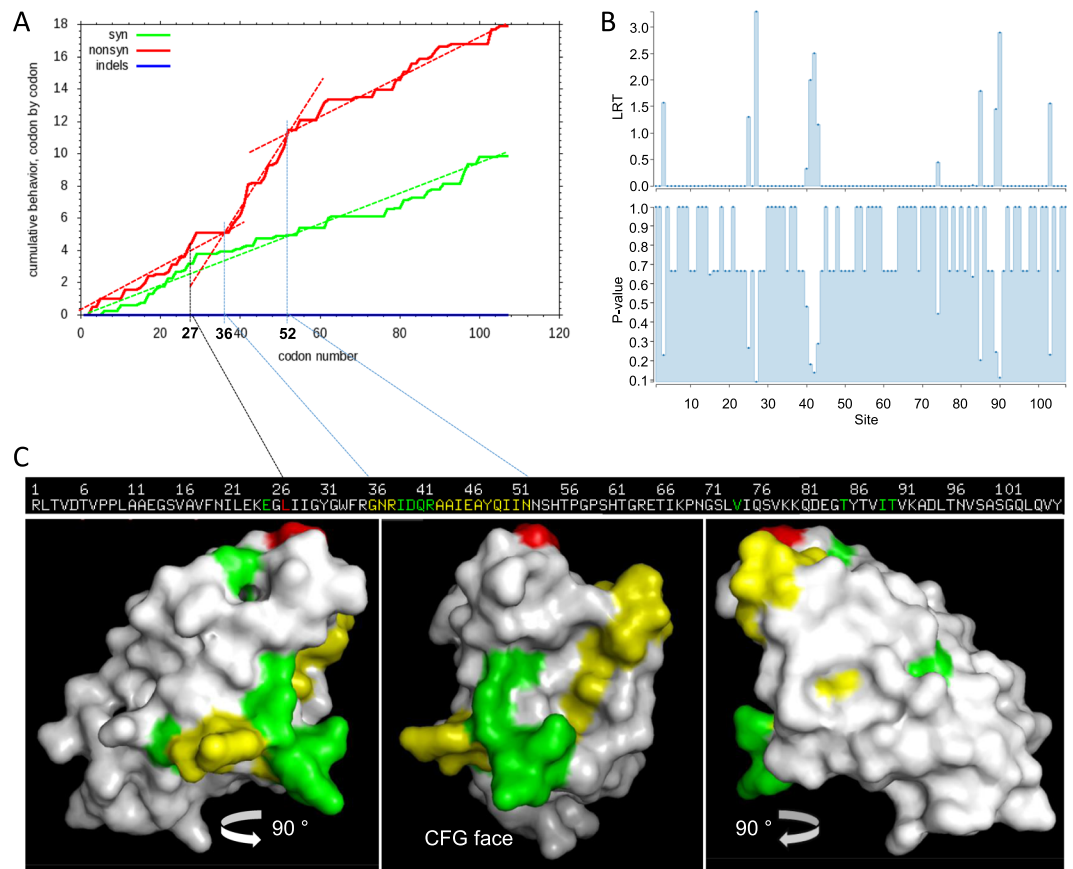 A
18
16
14
12
10
8
6
4
2
0
syn
nonsyn
indels
cumulative behavior, codon by codon
0 20 40 60 80 100 120
27 36 52
codon number
B
3.0
2.5
2.0
1.5
1.0
0.5
0.0
LRT
1.0
0.9
0.8
0.7
0.6
0.5
0.4
0.3
0.2
0.1
P-value
10 20 30 40 50 60 70 80 90 100
Site
C
1 6 11 16 21 26 31 36 41 46 51 56 61 66 71 76 81 86 91 96 101
RLTVDTVPPLAAEGSVAVFNILEKEGLIIGYGWFRGNRIDQRAAIEAYQIINNSHTPGPSHTGRETIKPNGSLVIQSVKKQDEGTYTVITVKADLTNVSASGQLQVY
90 °
CFG face
90 °